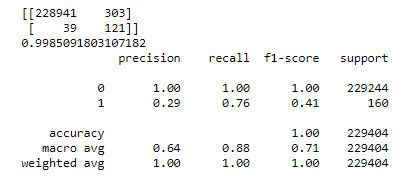 [[228941    303]
 [    39    121]]
0.9985091803107182
              precision    recall  f1-score   support

           0       1.00      1.00      1.00    229244
           1       0.29      0.76      0.41       160

    accuracy                           1.00    229404
   macro avg       0.64      0.88      0.71    229404
weighted avg       1.00      1.00      1.00    229404